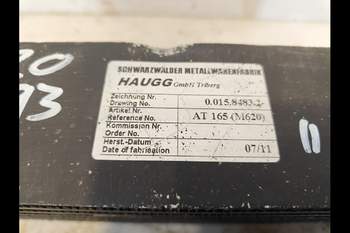 20
93
SCHWARZWÄLDER METALLWARENFABRIK
HAUGG GmbH Triberg
Zeichnung Nr.
Drawing No. 0.015.8483.2
Artikel Nr.
Reference No. AT 165 (M620)
Kommission Nr.
Order No.
Herst.-Datum
Date of fabrication 07/11
11